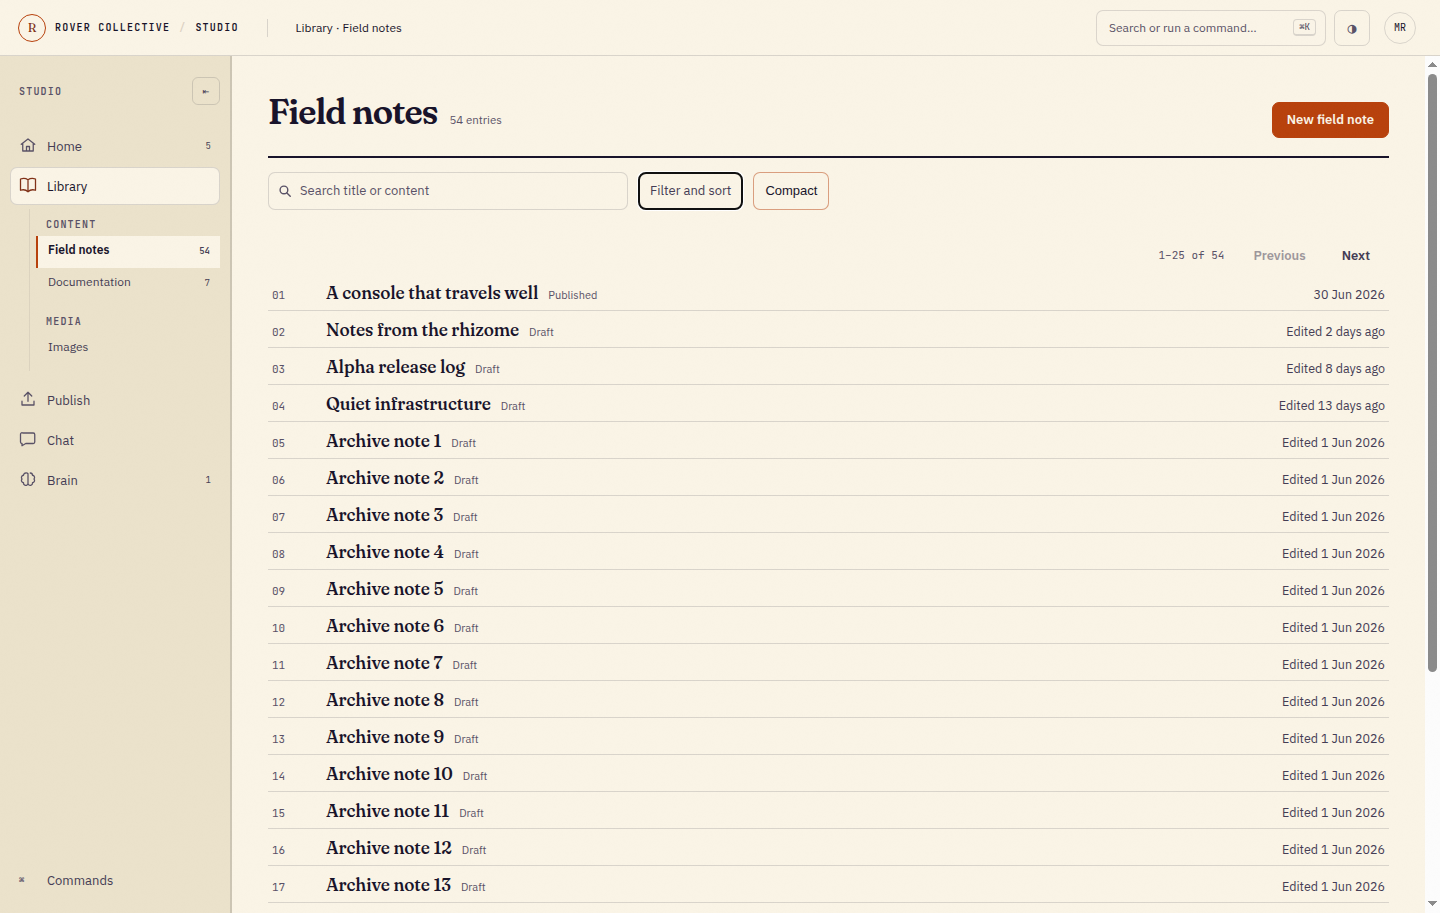 R ROVER COLLECTIVE / STUDIO Library · Field notes Search or run a command... ⌘K MR
STUDIO
Home 5
Library
CONTENT
Field notes 54
Documentation 7
MEDIA
Images
Publish
Chat
Brain 1
⌘ Commands
Field notes 54 entries New field note
Search title or content Filter and sort Compact
1–25 of 54 Previous Next
01 A console that travels well Published 30 Jun 2026
02 Notes from the rhizome Draft Edited 2 days ago
03 Alpha release log Draft Edited 8 days ago
04 Quiet infrastructure Draft Edited 13 days ago
05 Archive note 1 Draft Edited 1 Jun 2026
06 Archive note 2 Draft Edited 1 Jun 2026
07 Archive note 3 Draft Edited 1 Jun 2026
08 Archive note 4 Draft Edited 1 Jun 2026
09 Archive note 5 Draft Edited 1 Jun 2026
10 Archive note 6 Draft Edited 1 Jun 2026
11 Archive note 7 Draft Edited 1 Jun 2026
12 Archive note 8 Draft Edited 1 Jun 2026
13 Archive note 9 Draft Edited 1 Jun 2026
14 Archive note 10 Draft Edited 1 Jun 2026
15 Archive note 11 Draft Edited 1 Jun 2026
16 Archive note 12 Draft Edited 1 Jun 2026
17 Archive note 13 Draft Edited 1 Jun 2026